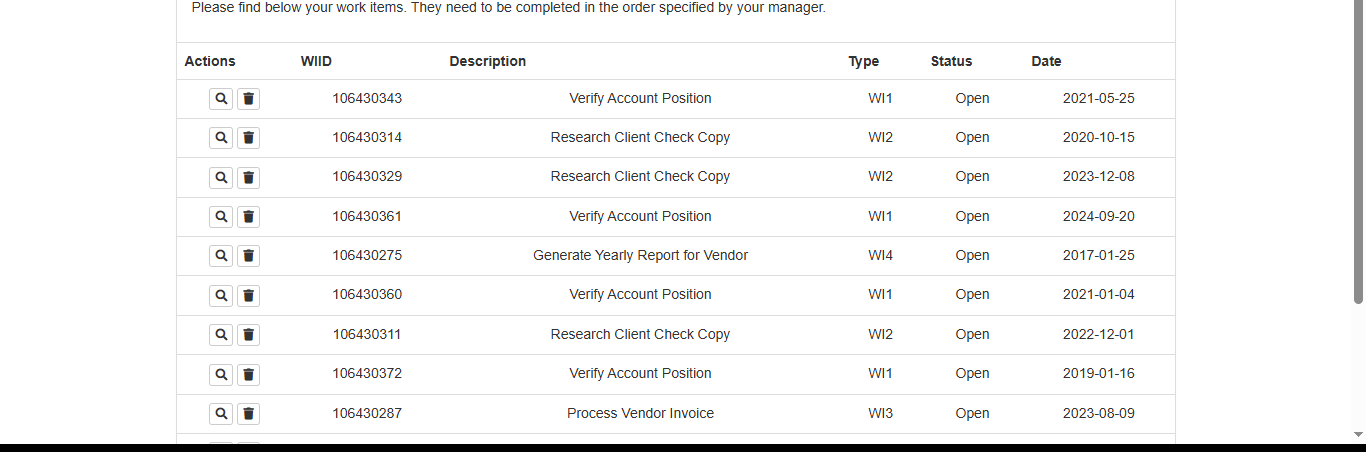 Please find below your work items. They need to be completed in the order specified by your manager.
Actions WIID Description Type Status Date
106430343 Verify Account Position WI1 Open 2021-05-25
106430314 Research Client Check Copy WI2 Open 2020-10-15
106430329 Research Client Check Copy WI2 Open 2023-12-08
106430361 Verify Account Position WI1 Open 2024-09-20
106430275 Generate Yearly Report for Vendor WI4 Open 2017-01-25
106430360 Verify Account Position WI1 Open 2021-01-04
106430311 Research Client Check Copy WI2 Open 2022-12-01
106430372 Verify Account Position WI1 Open 2019-01-16
106430287 Process Vendor Invoice WI3 Open 2023-08-09